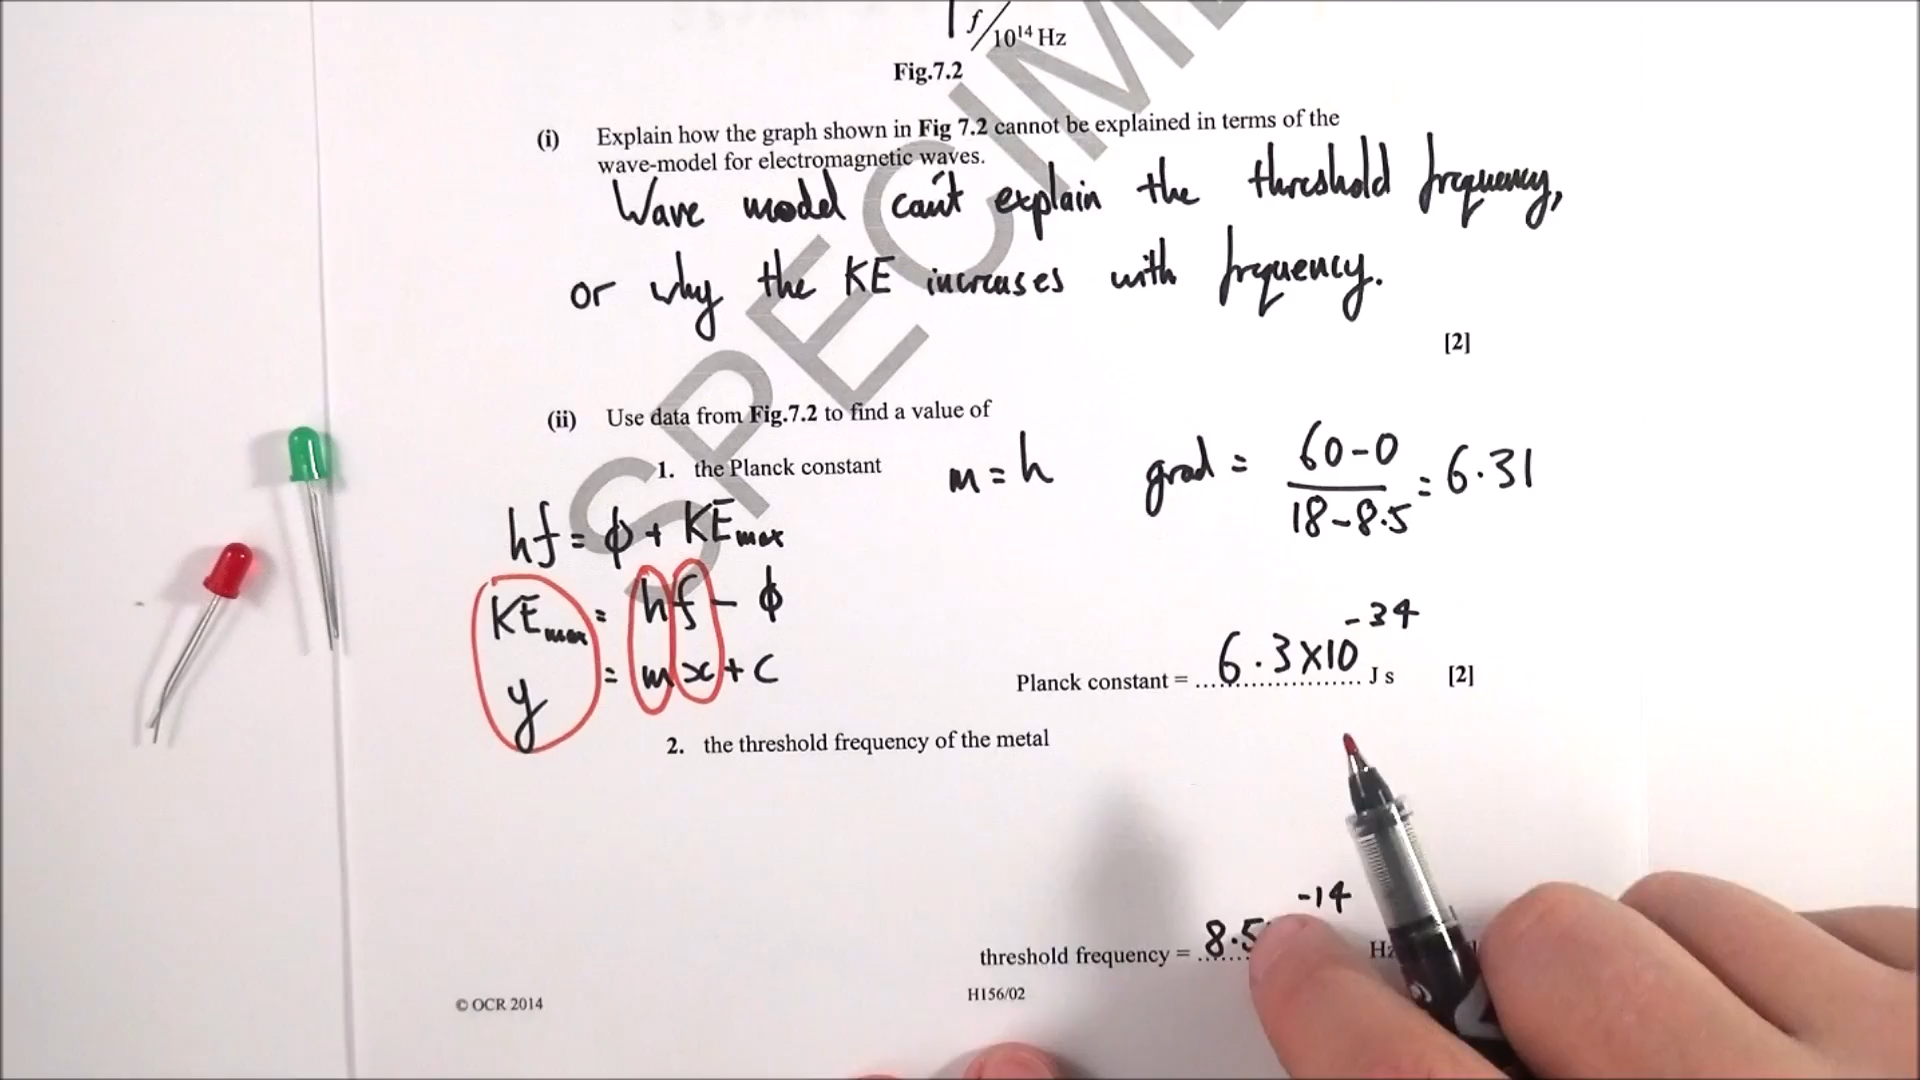 f/10¹⁴ Hz
Fig.7.2
SPECIM
(i) Explain how the graph shown in Fig 7.2 cannot be explained in terms of the
wave-model for electromagnetic waves.
Wave model can't explain the threshold frequency,
or why the KE increases with frequency.
[2]
(ii) Use data from Fig.7.2 to find a value of
1. the Planck constant
m = h
grad = 60-0 / 18-8.5 = 6.31
hf = ϕ + KEmax
KEmax = hf - ϕ
y = mx + c
Planck constant = 6.3x10⁻³⁴ J s [2]
2. the threshold frequency of the metal
threshold frequency = 8.5 ⁻¹⁴ Hz
© OCR 2014
H156/02